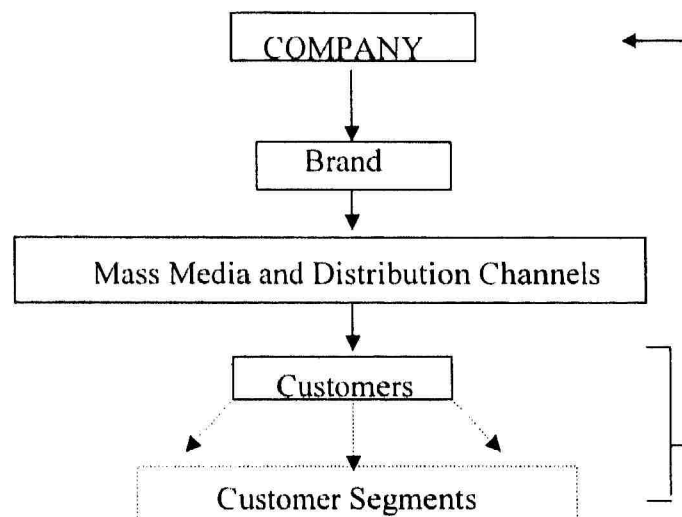 COMPANY
Brand
Mass Media and Distribution Channels
Customers
Customer Segments